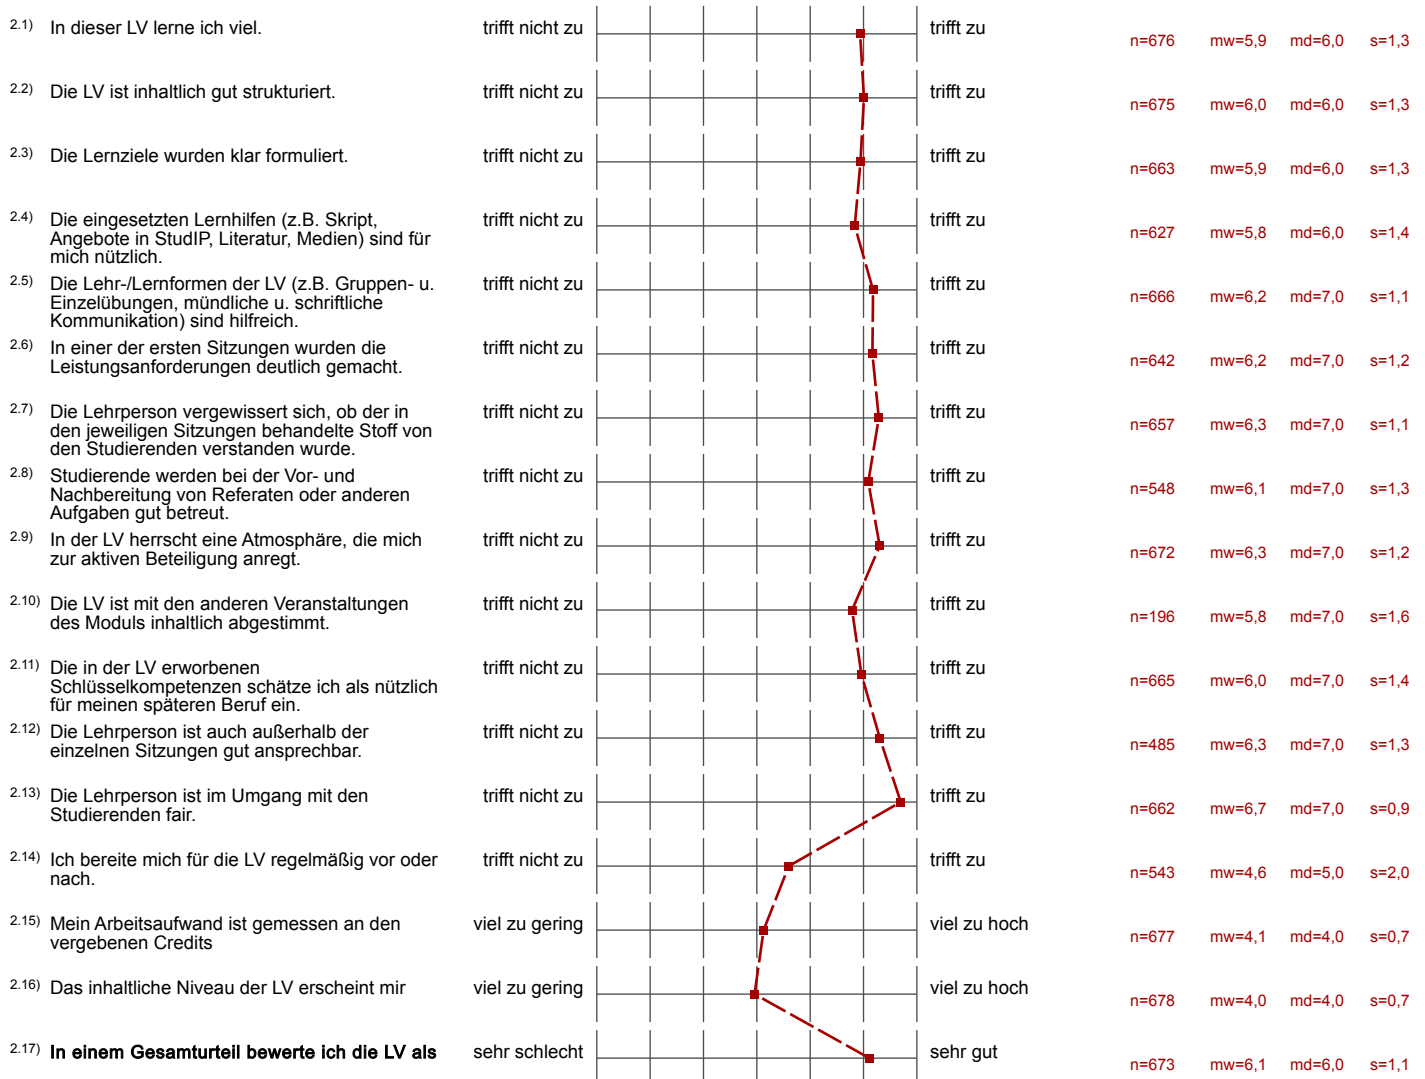 2.1) In dieser LV lerne ich viel. trifft nicht zu trifft zu n=676 mw=5,9 md=6,0 s=1,3
2.2) Die LV ist inhaltlich gut strukturiert. trifft nicht zu trifft zu n=675 mw=6,0 md=6,0 s=1,3
2.3) Die Lernziele wurden klar formuliert. trifft nicht zu trifft zu n=663 mw=5,9 md=6,0 s=1,3
2.4) Die eingesetzten Lernhilfen (z.B. Skript, trifft nicht zu trifft zu n=627 mw=5,8 md=6,0 s=1,4
Angebote in StudIP, Literatur, Medien) sind für
mich nützlich.
2.5) Die Lehr-/Lernformen der LV (z.B. Gruppen- u. trifft nicht zu trifft zu n=666 mw=6,2 md=7,0 s=1,1
Einzelübungen, mündliche u. schriftliche
Kommunikation) sind hilfreich.
2.6) In einer der ersten Sitzungen wurden die trifft nicht zu trifft zu n=642 mw=6,2 md=7,0 s=1,2
Leistungsanforderungen deutlich gemacht.
2.7) Die Lehrperson vergewissert sich, ob der in trifft nicht zu trifft zu n=657 mw=6,3 md=7,0 s=1,1
den jeweiligen Sitzungen behandelte Stoff von
den Studierenden verstanden wurde.
2.8) Studierende werden bei der Vor- und trifft nicht zu trifft zu n=548 mw=6,1 md=7,0 s=1,3
Nachbereitung von Referaten oder anderen
Aufgaben gut betreut.
2.9) In der LV herrscht eine Atmosphäre, die mich trifft nicht zu trifft zu n=672 mw=6,3 md=7,0 s=1,2
zur aktiven Beteiligung anregt.
2.10) Die LV ist mit den anderen Veranstaltungen trifft nicht zu trifft zu n=196 mw=5,8 md=7,0 s=1,6
des Moduls inhaltlich abgestimmt.
2.11) Die in der LV erworbenen trifft nicht zu trifft zu n=665 mw=6,0 md=7,0 s=1,4
Schlüsselkompetenzen schätze ich als nützlich
für meinen späteren Beruf ein.
2.12) Die Lehrperson ist auch außerhalb der trifft nicht zu trifft zu n=485 mw=6,3 md=7,0 s=1,3
einzelnen Sitzungen gut ansprechbar.
2.13) Die Lehrperson ist im Umgang mit den trifft nicht zu trifft zu n=662 mw=6,7 md=7,0 s=0,9
Studierenden fair.
2.14) Ich bereite mich für die LV regelmäßig vor oder trifft nicht zu trifft zu n=543 mw=4,6 md=5,0 s=2,0
nach.
2.15) Mein Arbeitsaufwand ist gemessen an den viel zu gering viel zu hoch n=677 mw=4,1 md=4,0 s=0,7
vergebenen Credits
2.16) Das inhaltliche Niveau der LV erscheint mir viel zu gering viel zu hoch n=678 mw=4,0 md=4,0 s=0,7
2.17) In einem Gesamturteil bewerte ich die LV als sehr schlecht sehr gut n=673 mw=6,1 md=6,0 s=1,1